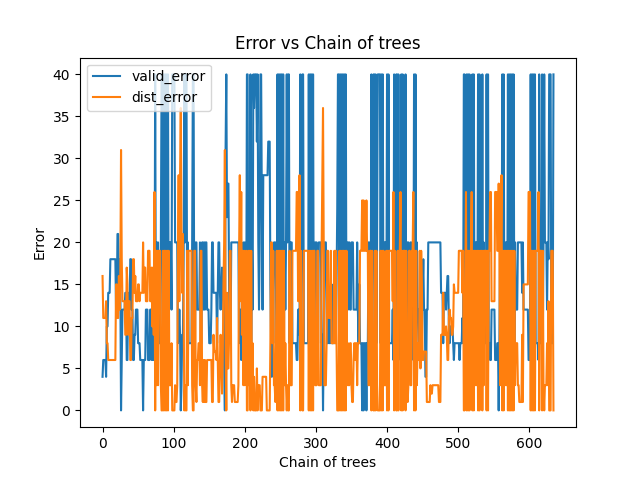 Error vs Chain of trees
valid_error
dist_error
Error
40
35
30
25
20
15
10
5
0
0 100 200 300 400 500 600
Chain of trees